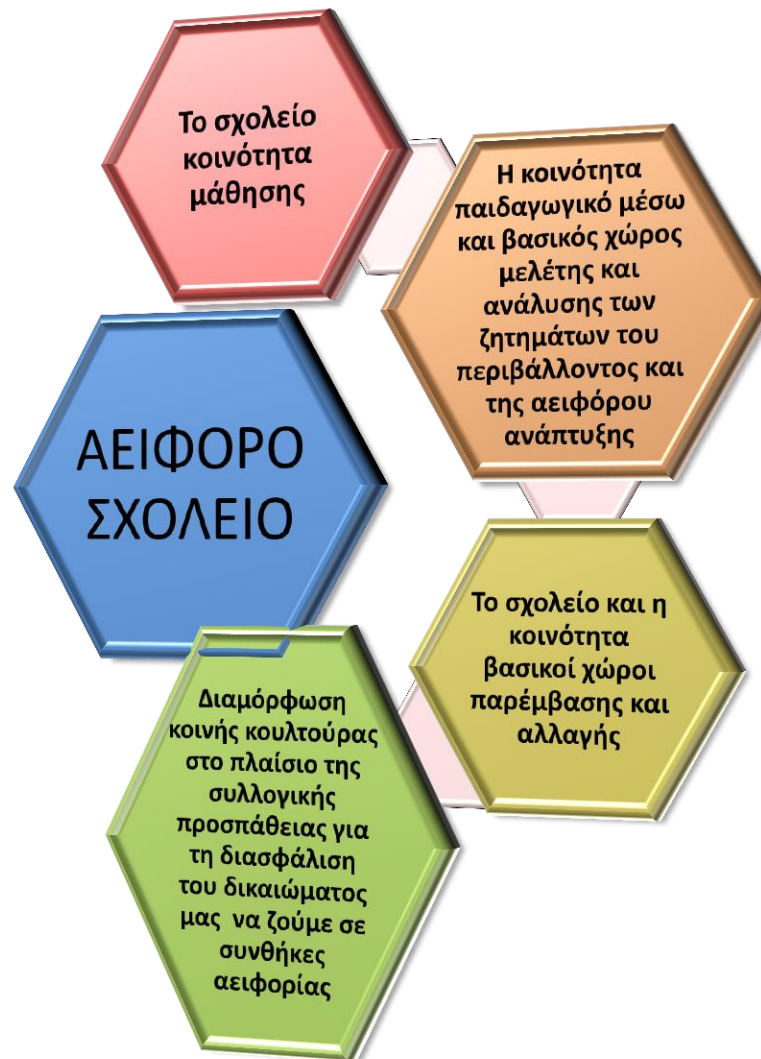 Το σχολείο
κοινότητα
μάθησης
Η κοινότητα
παιδαγωγικό μέσω
και βασικός χώρος
μελέτης και
ανάλυσης των
ζητημάτων του
περιβάλλοντος και
της αειφόρου
ανάπτυξης
ΑΕΙΦΟΡΟ
ΣΧΟΛΕΙΟ
Το σχολείο και η
κοινότητα
βασικοί χώροι
παρέμβασης και
αλλαγής
Διαμόρφωση
κοινής κουλτούρας
στο πλαίσιο της
συλλογικής
προσπάθειας για
τη διασφάλιση
του δικαιώματος
μας να ζούμε σε
συνθήκες
αειφορίας